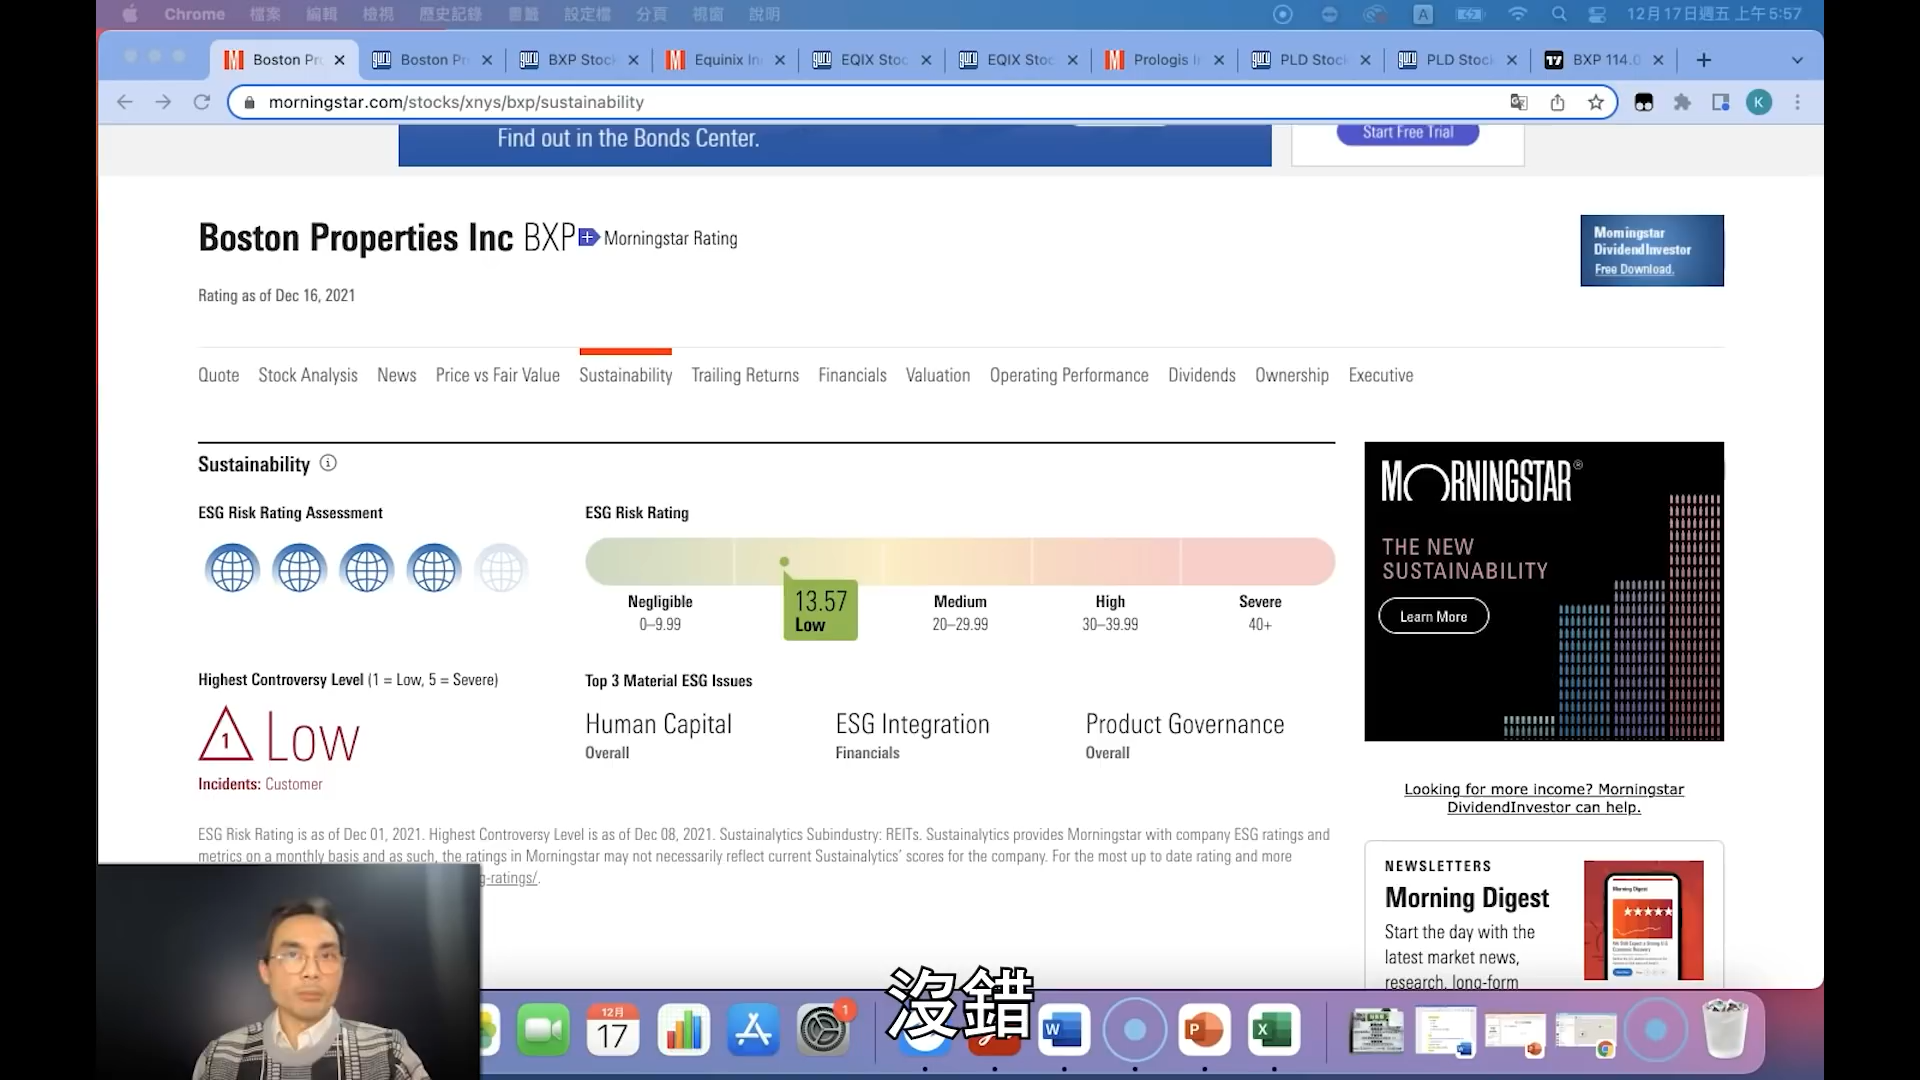 Chrome 檔案 編輯 檢視 歷史記錄 書籤 設定檔 分頁 視窗 說明
A 12月17日週五 上午5:57
Boston Pr
guru Boston Pr
guru BXP Stoc
Equinix In
guru EQIX Stoc
guru EQIX Stoc
Prologis I
guru PLD Stoc
guru PLD Stoc
BXP 114.0
morningstar.com/stocks/xnys/bxp/sustainability
K
Find out in the Bonds Center.
Start Free Trial
Boston Properties Inc BXP Morningstar Rating
Rating as of Dec 16, 2021
Morningstar
DividendInvestor
Free Download.
Quote Stock Analysis News Price vs Fair Value Sustainability Trailing Returns Financials Valuation Operating Performance Dividends Ownership Executive
Sustainability
ESG Risk Rating Assessment
ESG Risk Rating
13.57
Low
Negligible
0–9.99
Medium
20–29.99
High
30–39.99
Severe
40+
Highest Controversy Level (1 = Low, 5 = Severe)
1 Low
Incidents: Customer
Top 3 Material ESG Issues
Human Capital
Overall
ESG Integration
Financials
Product Governance
Overall
ESG Risk Rating is as of Dec 01, 2021. Highest Controversy Level is as of Dec 08, 2021. Sustainalytics Subindustry: REITs. Sustainalytics provides Morningstar with company ESG ratings and
metrics on a monthly basis and as such, the ratings in Morningstar may not necessarily reflect current Sustainalytics’ scores for the company. For the most up to date rating and more
g-ratings/.
MORNINGSTAR®
THE NEW
SUSTAINABILITY
Learn More
Looking for more income? Morningstar
DividendInvestor can help.
NEWSLETTERS
Morning Digest
Start the day with the
latest market news,
research, long-form
Morning Digest
沒錯
12月
17
1
W
P
X